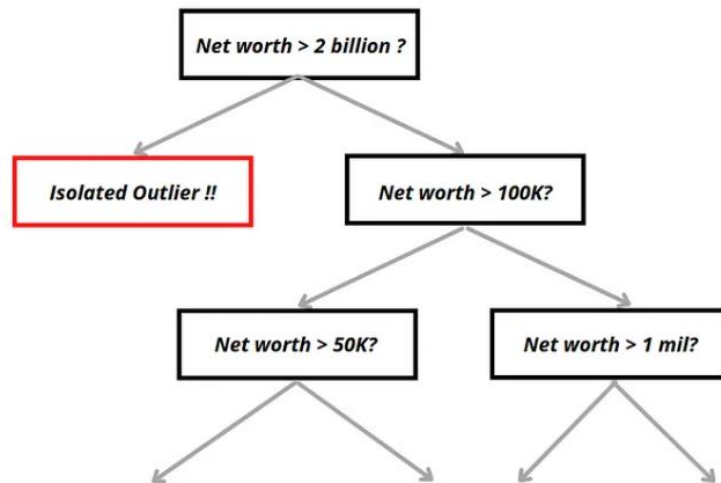 Net worth > 2 billion ?
Isolated Outlier !!
Net worth > 100K?
Net worth > 50K?
Net worth > 1 mil?